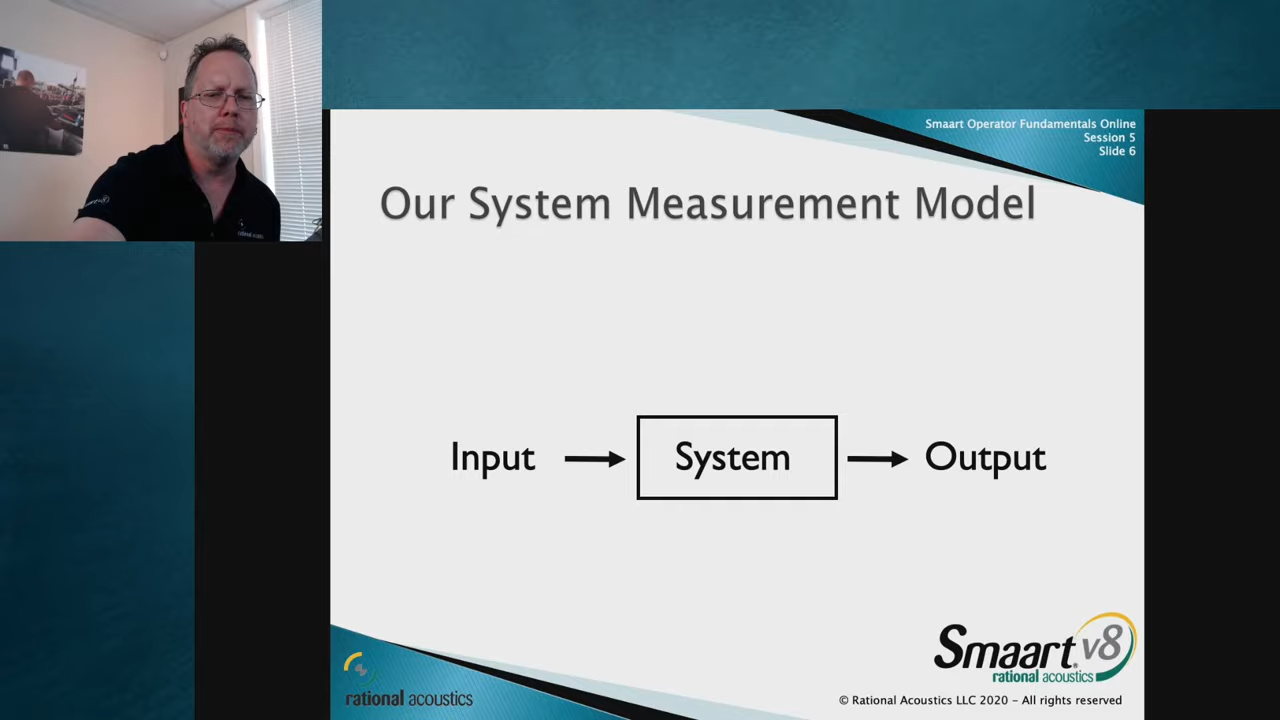 Smaart Operator Fundamentals Online
Session 5
Slide 6
Our System Measurement Model
Input
System
Output
Smaart v8
rational acoustics
rational acoustics
© Rational Acoustics LLC 2020 – All rights reserved